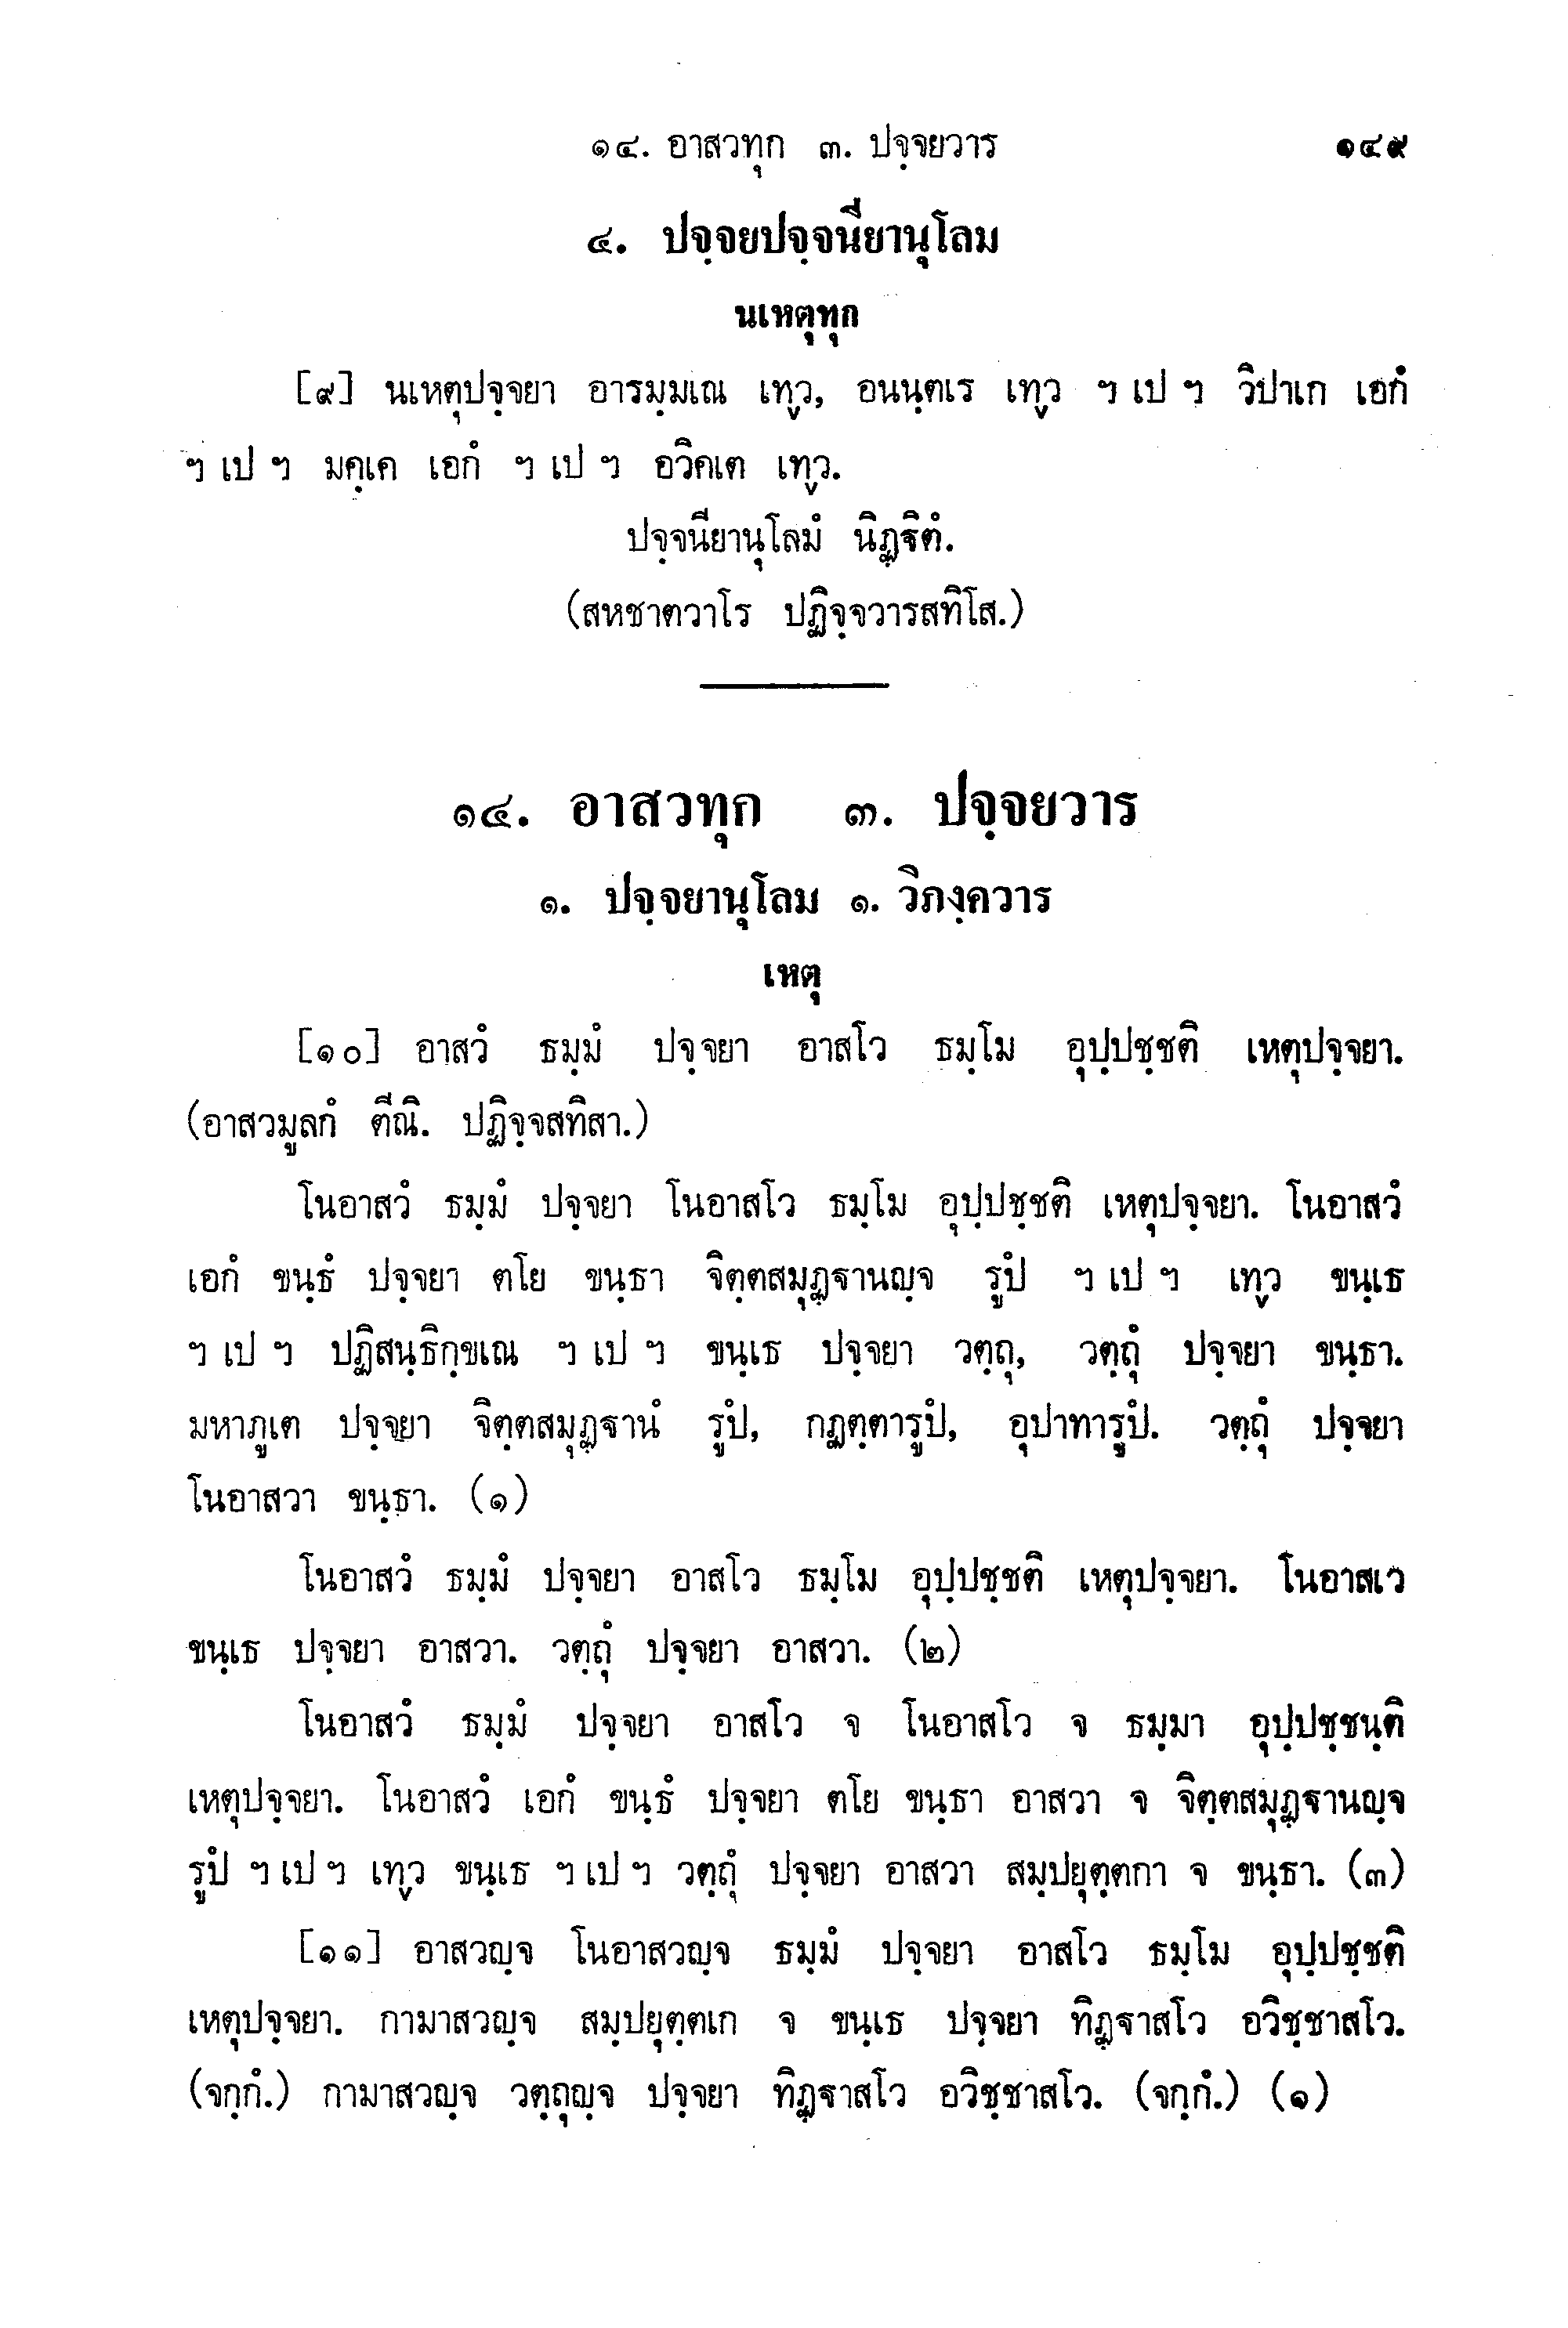 ๑๔. อาสวทุก ๓. ปจฺจยวาร ๑๔๙
๔. ปจฺจยปจฺจนียานุโลม
นเหตุทุก
[๙] นเหตุปจฺจยา อารมฺมเณ เทฺว, อนนฺตเร เทฺว ฯ เป ฯ วิปาเก เอกํ
ฯ เป ฯ มคฺเค เอกํ ฯ เป ฯ อวิคเต เทฺว.
ปจฺจนียานุโลมํ นิฏฺฐิตํ.
(สหชาตวาโร ปฏิจฺจวารสทิโส.)
๑๔. อาสวทุก ๓. ปจฺจยวาร
๑. ปจฺจยานุโลม ๑. วิภงฺควาร
เหตุ
[๑๐] อาสวํ ธมฺมํ ปจฺจยา อาสโว ธมฺโม อุปฺปชฺชติ เหตุปจฺจยา.
(อาสวมูลกํ ตีณิ. ปฏิจฺจสทิสา.)
โนอาสวํ ธมฺมํ ปจฺจยา โนอาสโว ธมฺโม อุปฺปชฺชติ เหตุปจฺจยา. โนอาสวํ
เอกํ ขนฺธํ ปจฺจยา ตโย ขนฺธา จิตฺตสมุฏฺฐานญฺจ รูปํ ฯ เป ฯ เทฺว ขนฺเธ
ฯ เป ฯ ปฏิสนฺธิกฺขเณ ฯ เป ฯ ขนฺเธ ปจฺจยา วตฺถุ, วตฺถุํ ปจฺจยา ขนฺธา.
มหาภูเต ปจฺจยา จิตฺตสมุฏฺฐานํ รูปํ, กฏตฺตารูปํ, อุปาทารูปํ. วตฺถุํ ปจฺจยา
โนอาสวา ขนฺธา. (๑)
โนอาสวํ ธมฺมํ ปจฺจยา อาสโว ธมฺโม อุปฺปชฺชติ เหตุปจฺจยา. โนอาสเว
ขนฺเธ ปจฺจยา อาสวา. วตฺถุํ ปจฺจยา อาสวา. (๒)
โนอาสวํ ธมฺมํ ปจฺจยา อาสโว จ โนอาสโว จ ธมฺมา อุปฺปชฺชนฺติ
เหตุปจฺจยา. โนอาสวํ เอกํ ขนฺธํ ปจฺจยา ตโย ขนฺธา อาสวา จ จิตฺตสมุฏฺฐานญฺจ
รูปํ ฯ เป ฯ เทฺว ขนฺเธ ฯ เป ฯ วตฺถุํ ปจฺจยา อาสวา สมฺปยุตฺตกา จ ขนฺธา. (๓)
[๑๑] อาสวญฺจ โนอาสวญฺจ ธมฺมํ ปจฺจยา อาสโว ธมฺโม อุปฺปชฺชติ
เหตุปจฺจยา. กามาสวญฺจ สมฺปยุตฺตเก จ ขนฺเธ ปจฺจยา ทิฏฺฐาสโว อวิชฺชาสโว.
(จกฺกํ.) กามาสวญฺจ วตฺถุญฺจ ปจฺจยา ทิฏฺฐาสโว อวิชฺชาสโว. (จกฺกํ.) (๑)